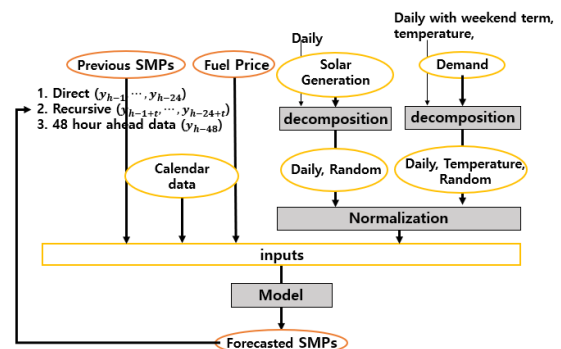 Daily with weekend term,
temperature,
Daily
Previous SMPs
Fuel Price
Solar
Generation
Demand
1. Direct (y_{h−1} ⋯, y_{h−24})
2. Recursive (y_{h−1+t}, ⋯, y_{h−24+t})
3. 48 hour ahead data (y_{h−48})
decomposition
decomposition
Calendar
data
Daily, Random
Daily, Temperature,
Random
Normalization
inputs
Model
Forecasted SMPs